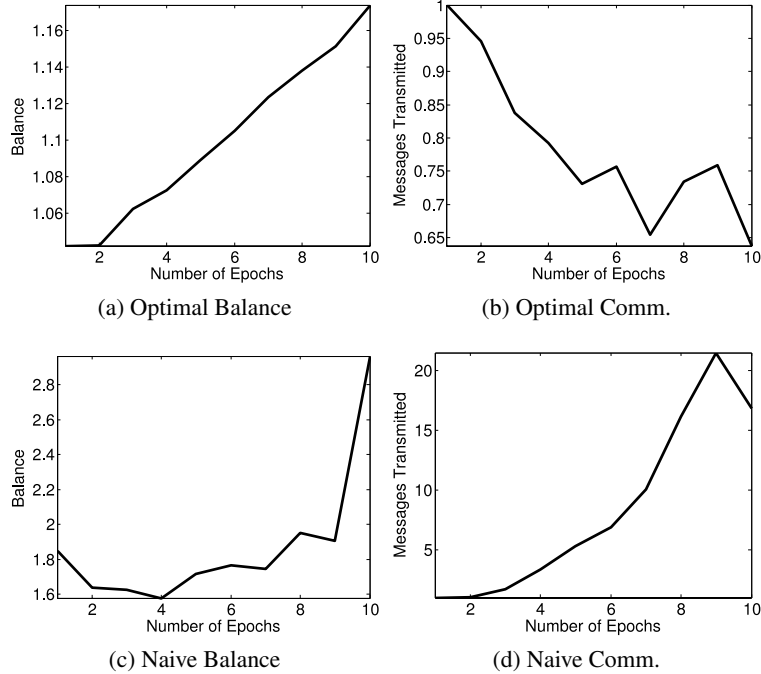 1.16
1.14
1.12
1.1
1.08
1.06
Balance
2 4 6 8 10
Number of Epochs
(a) Optimal Balance
1
0.95
0.9
0.85
0.8
0.75
0.7
0.65
Messages Transmitted
2 4 6 8 10
Number of Epochs
(b) Optimal Comm.
2.8
2.6
2.4
2.2
2
1.8
1.6
Balance
2 4 6 8 10
Number of Epochs
(c) Naive Balance
20
15
10
5
Messages Transmitted
2 4 6 8 10
Number of Epochs
(d) Naive Comm.